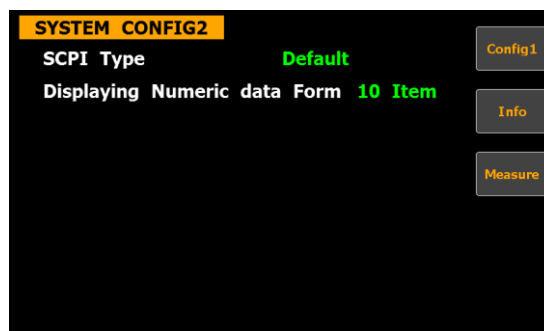 SYSTEM CONFIG2
SCPI Type Default
Displaying Numeric data Form 10 Item
Config1
Info
Measure